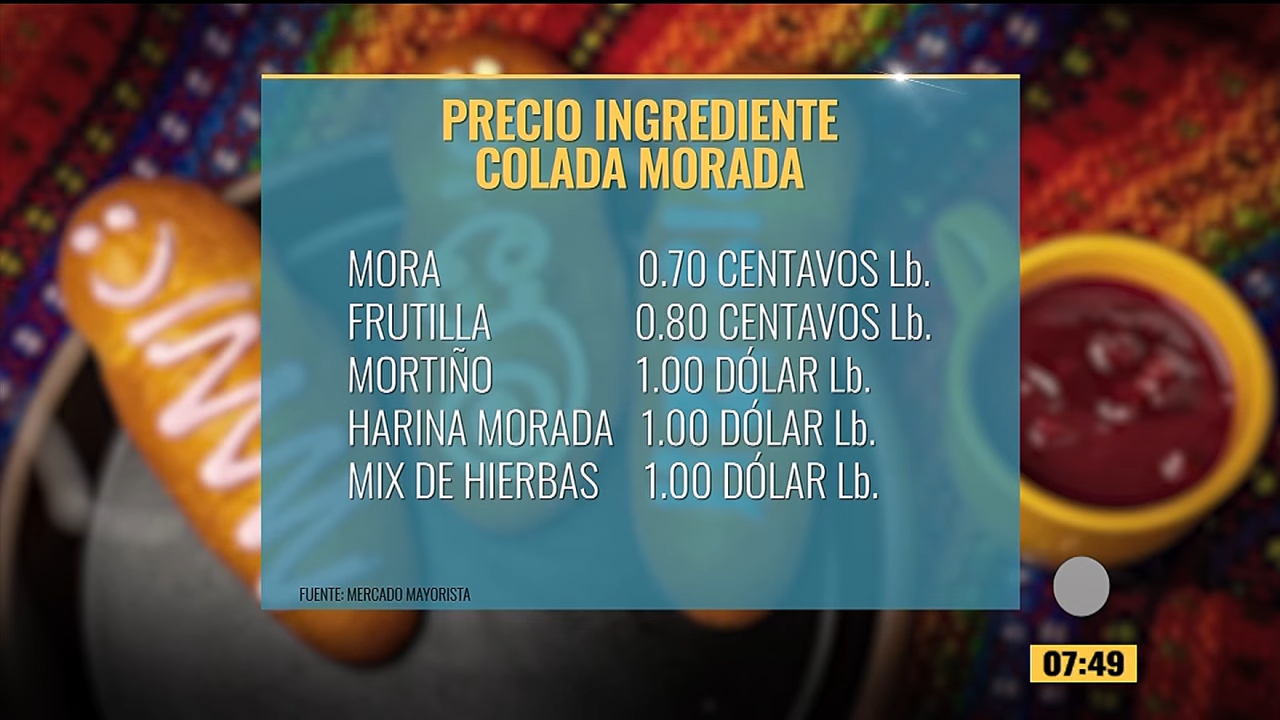 PRECIO INGREDIENTE
COLADA MORADA
MORA 0.70 CENTAVOS Lb.
FRUTILLA 0.80 CENTAVOS Lb.
MORTIÑO 1.00 DÓLAR Lb.
HARINA MORADA 1.00 DÓLAR Lb.
MIX DE HIERBAS 1.00 DÓLAR Lb.
FUENTE: MERCADO MAYORISTA
07:49